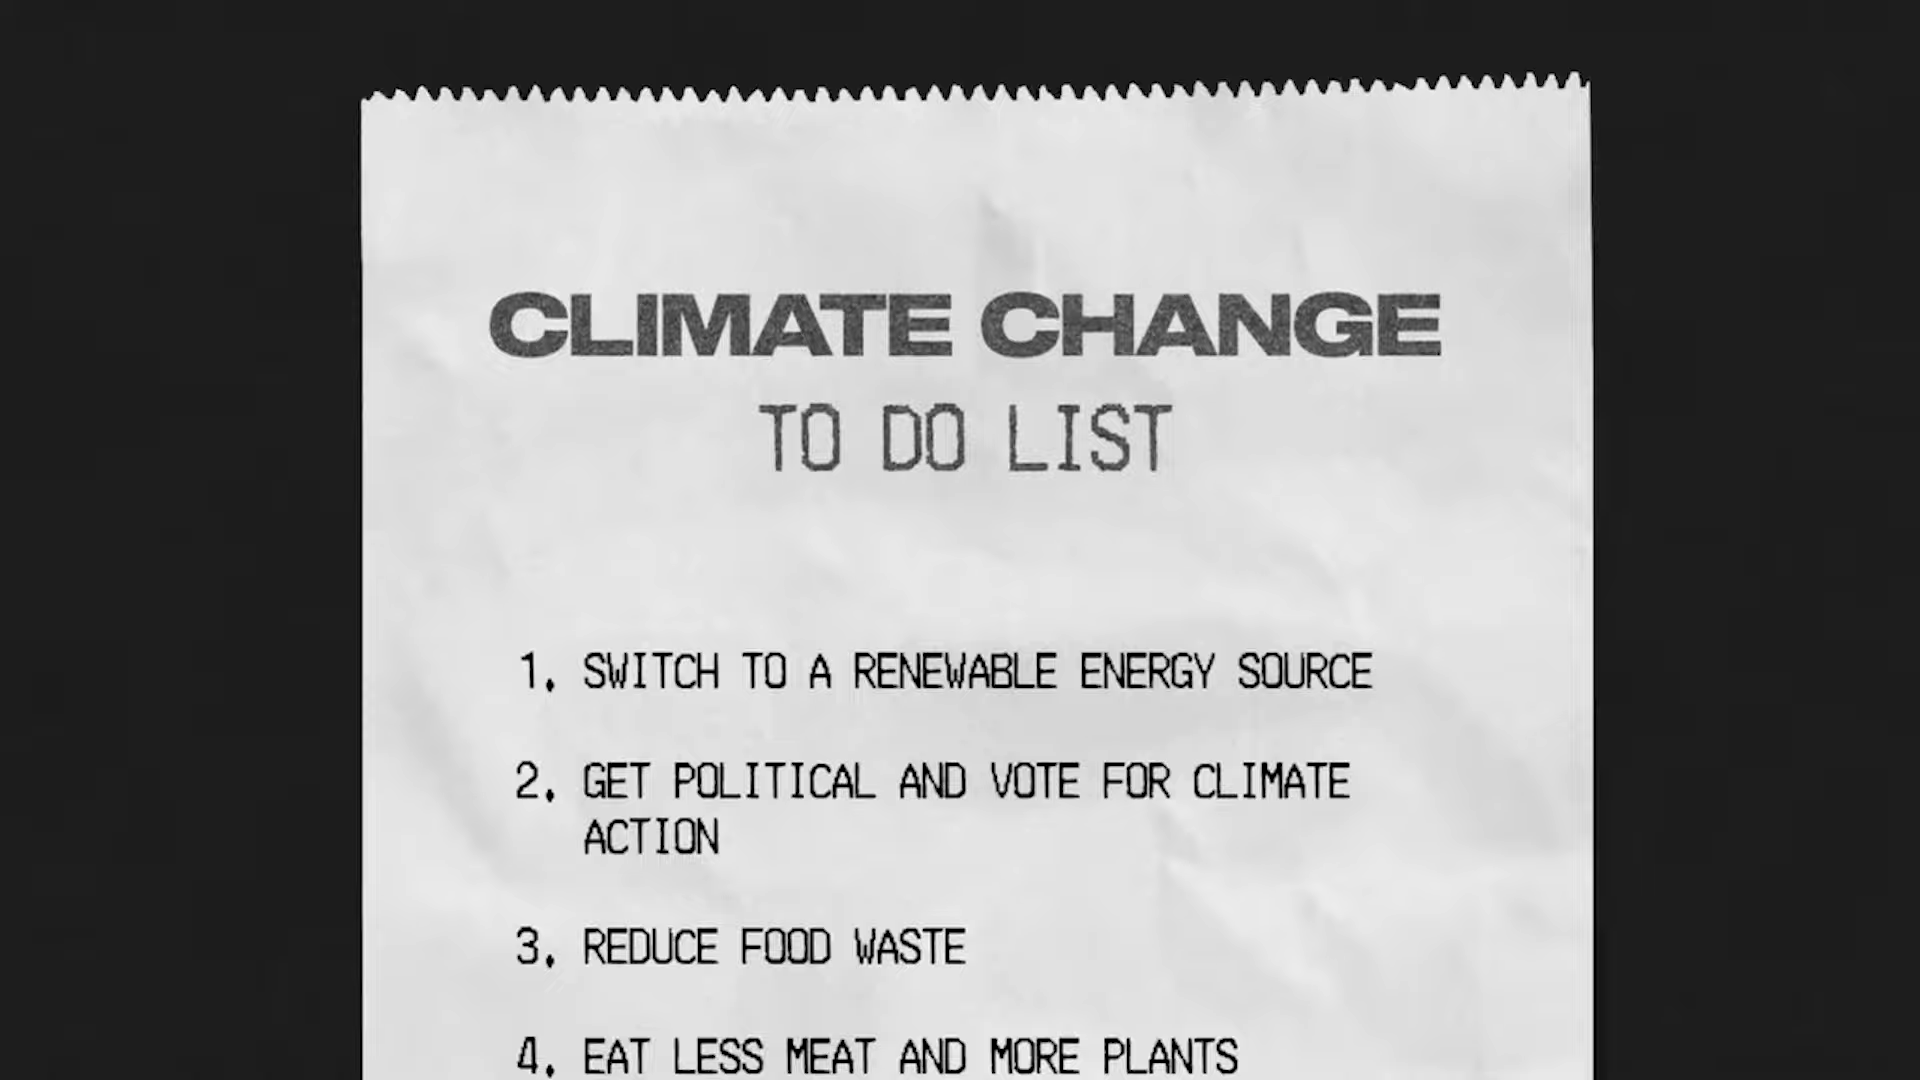 CLIMATE CHANGE
TO DO LIST
1. SWITCH TO A RENEWABLE ENERGY SOURCE
2. GET POLITICAL AND VOTE FOR CLIMATE
ACTION
3. REDUCE FOOD WASTE
4. EAT LESS MEAT AND MORE PLANTS